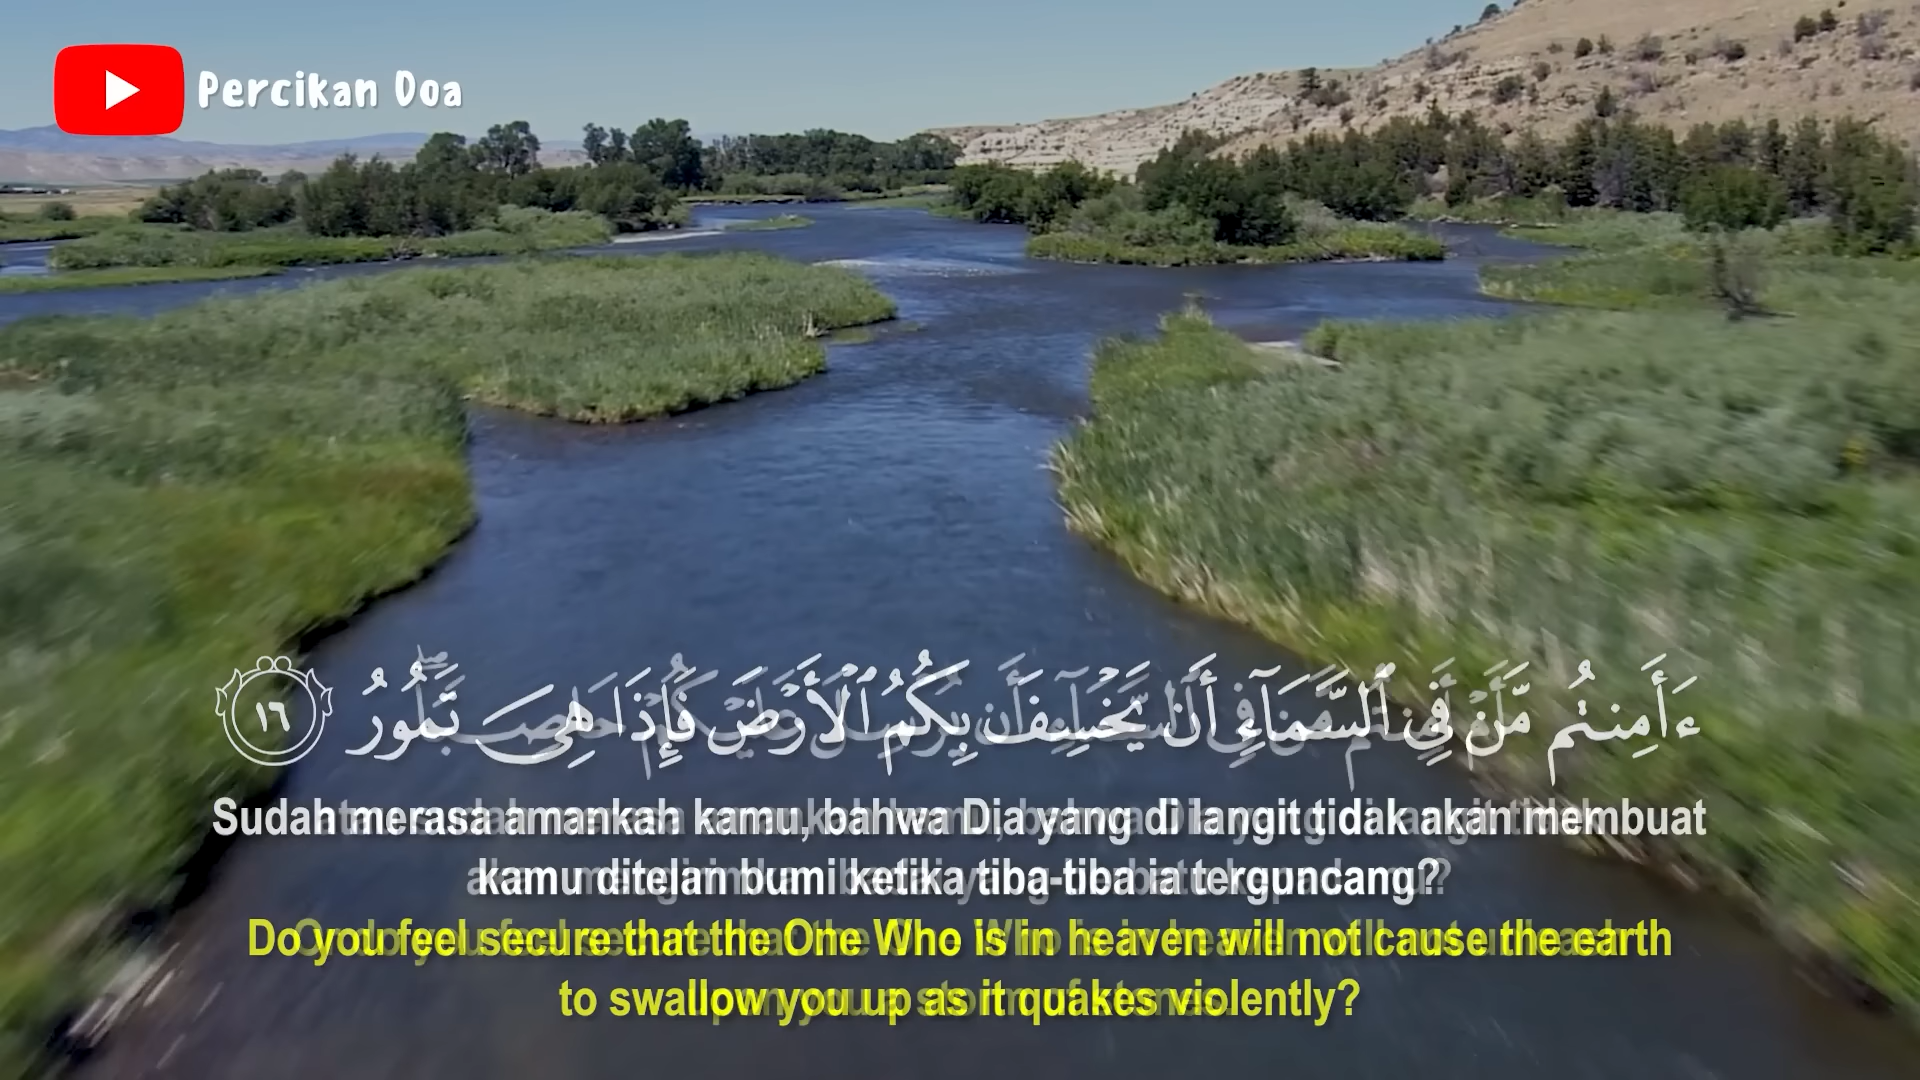 Percikan Doa
ءَأَمِنتُم مَّن فِى ٱلسَّمَآءِ أَن يَخْسِفَ بِكُمُ ٱلْأَرْضَ فَإِذَا هِىَ تَمُورُ ١٦
Sudah merasa amankah kamu, bahwa Dia yang di langit tidak akan membuat
kamu ditelan bumi ketika tiba-tiba ia terguncang?
Do you feel secure that the One Who is in heaven will not cause the earth
to swallow you up as it quakes violently?